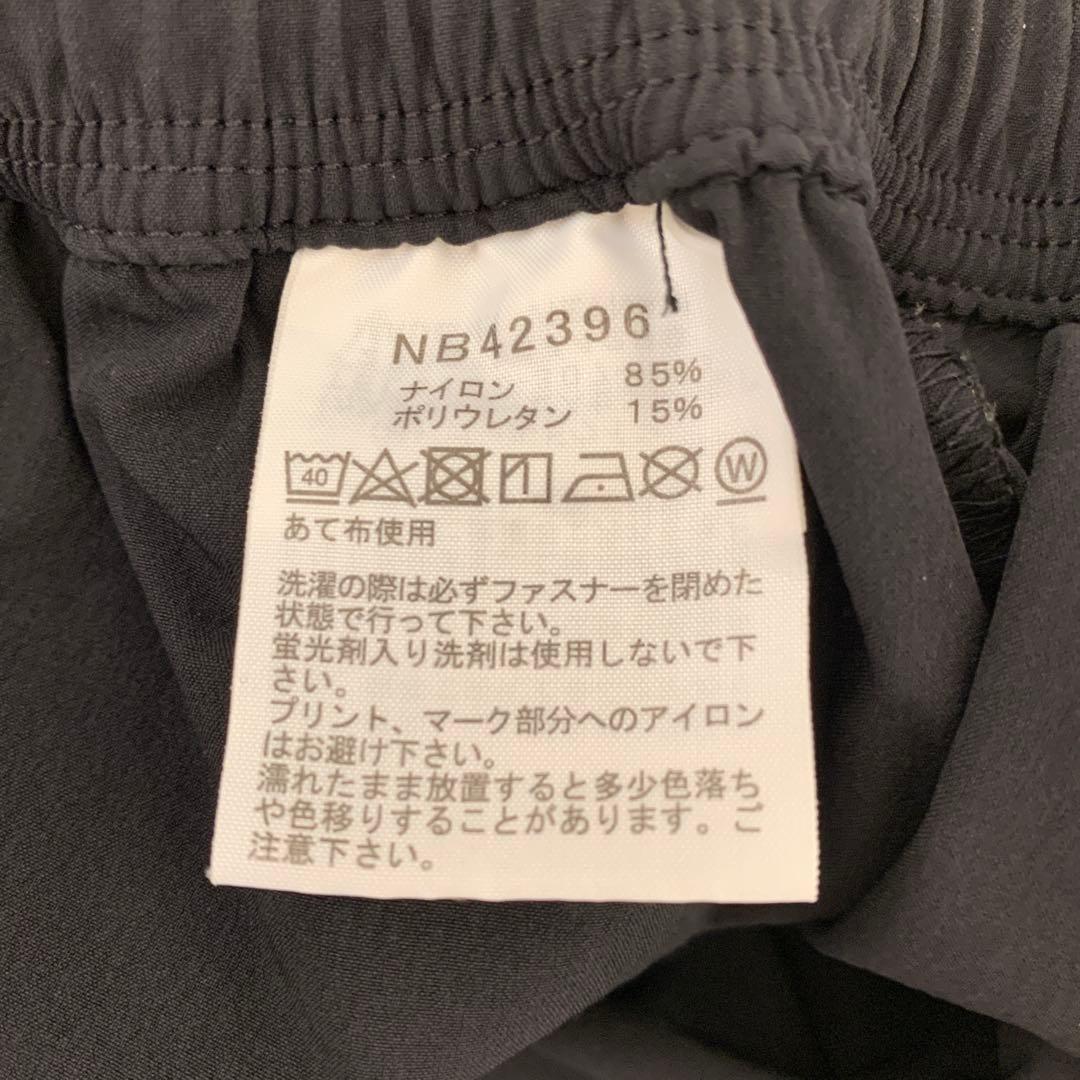 NB42396
ナイロン 85%
ポリウレタン 15%
40 W
あて布使用
洗濯の際は必ずファスナーを閉めた
状態で行って下さい。
蛍光剤入り洗剤は使用しないで下
さい。
プリント、マーク部分へのアイロン
はお避け下さい。
濡れたまま放置すると多少色落ち
や色移りすることがあります。ご
注意下さい。